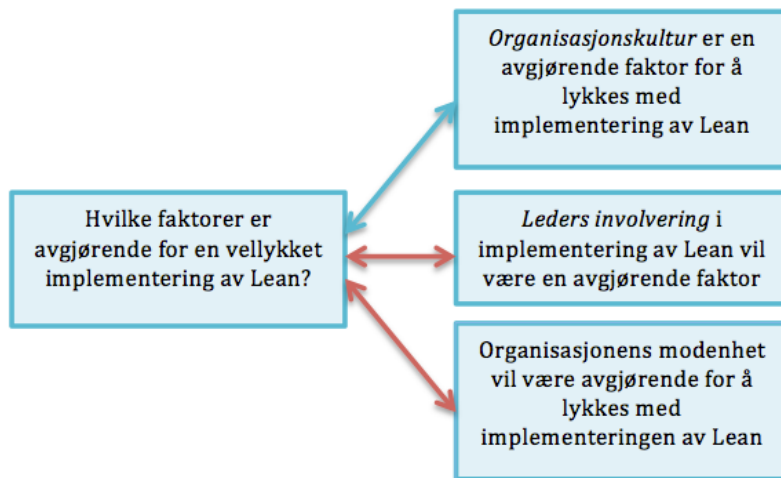 Organisasjonskultur er en
avgjørende faktor for å
lykkes med
implementering av Lean
Hvilke faktorer er
avgjørende for en vellykket
implementering av Lean?
Leders involvering i
implementering av Lean vil
være en avgjørende faktor
Organisasjonens modenhet
vil være avgjørende for å
lykkes med
implementeringen av Lean